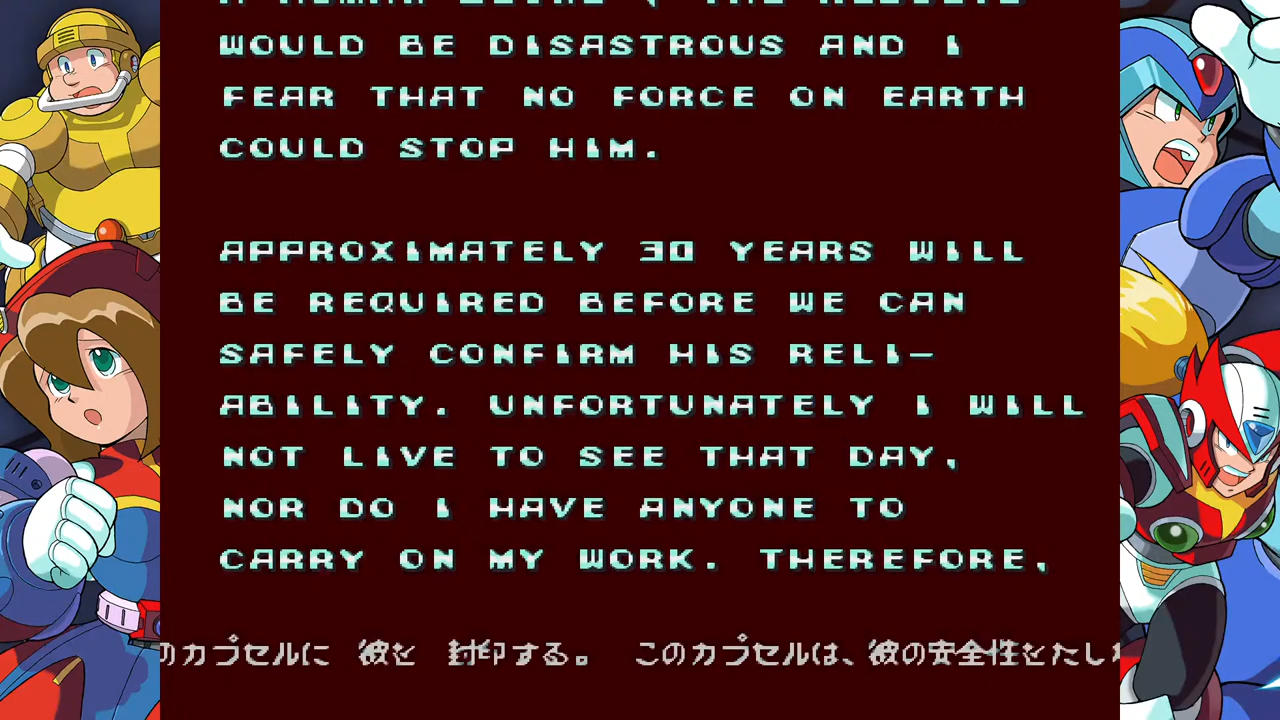 WOULD BE DISASTROUS AND I
FEAR THAT NO FORCE ON EARTH
COULD STOP HIM.
APPROXIMATELY 30 YEARS WILL
BE REQUIRED BEFORE WE CAN
SAFELY CONFIRM HIS RELI–
ABILITY. UNFORTUNATELY I WILL
NOT LIVE TO SEE THAT DAY,
NOR DO I HAVE ANYONE TO
CARRY ON MY WORK. THEREFORE,
のカプセルに 彼を 封印する。 このカプセルは、彼の安全性をたし